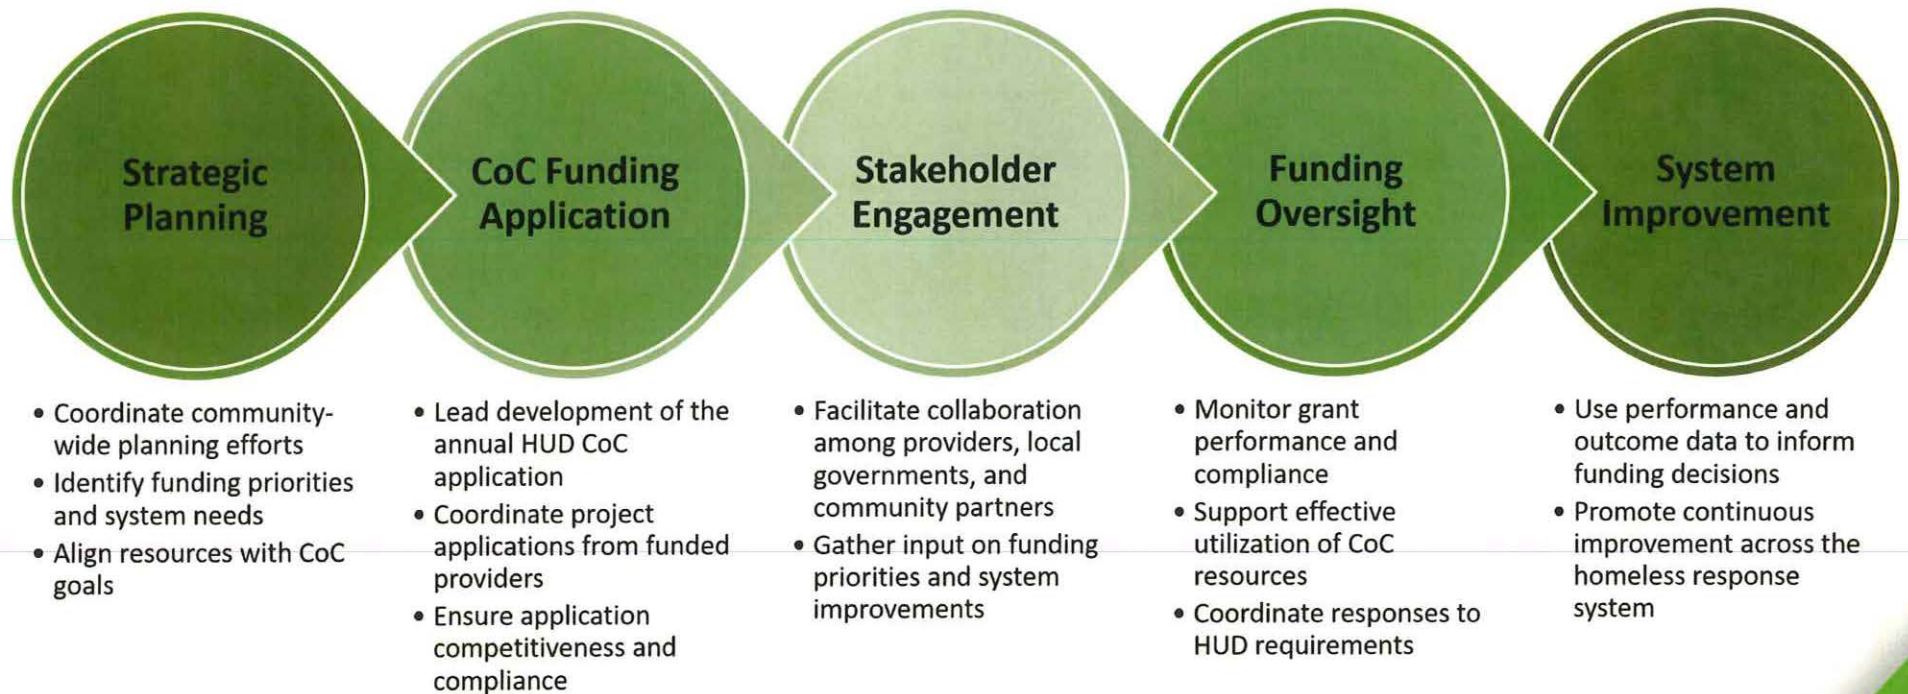 Strategic
Planning
CoC Funding
Application
Stakeholder
Engagement
Funding
Oversight
System
Improvement
• Coordinate community-
wide planning efforts
• Identify funding priorities
and system needs
• Align resources with CoC
goals
• Lead development of the
annual HUD CoC
application
• Coordinate project
applications from funded
providers
• Ensure application
competitiveness and
compliance
• Facilitate collaboration
among providers, local
governments, and
community partners
• Gather input on funding
priorities and system
improvements
• Monitor grant
performance and
compliance
• Support effective
utilization of CoC
resources
• Coordinate responses to
HUD requirements
• Use performance and
outcome data to inform
funding decisions
• Promote continuous
improvement across the
homeless response
system